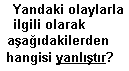 Yandaki olaylarla
ilgili olarak
aşağıdakilerden
hangisi yanlıştır?